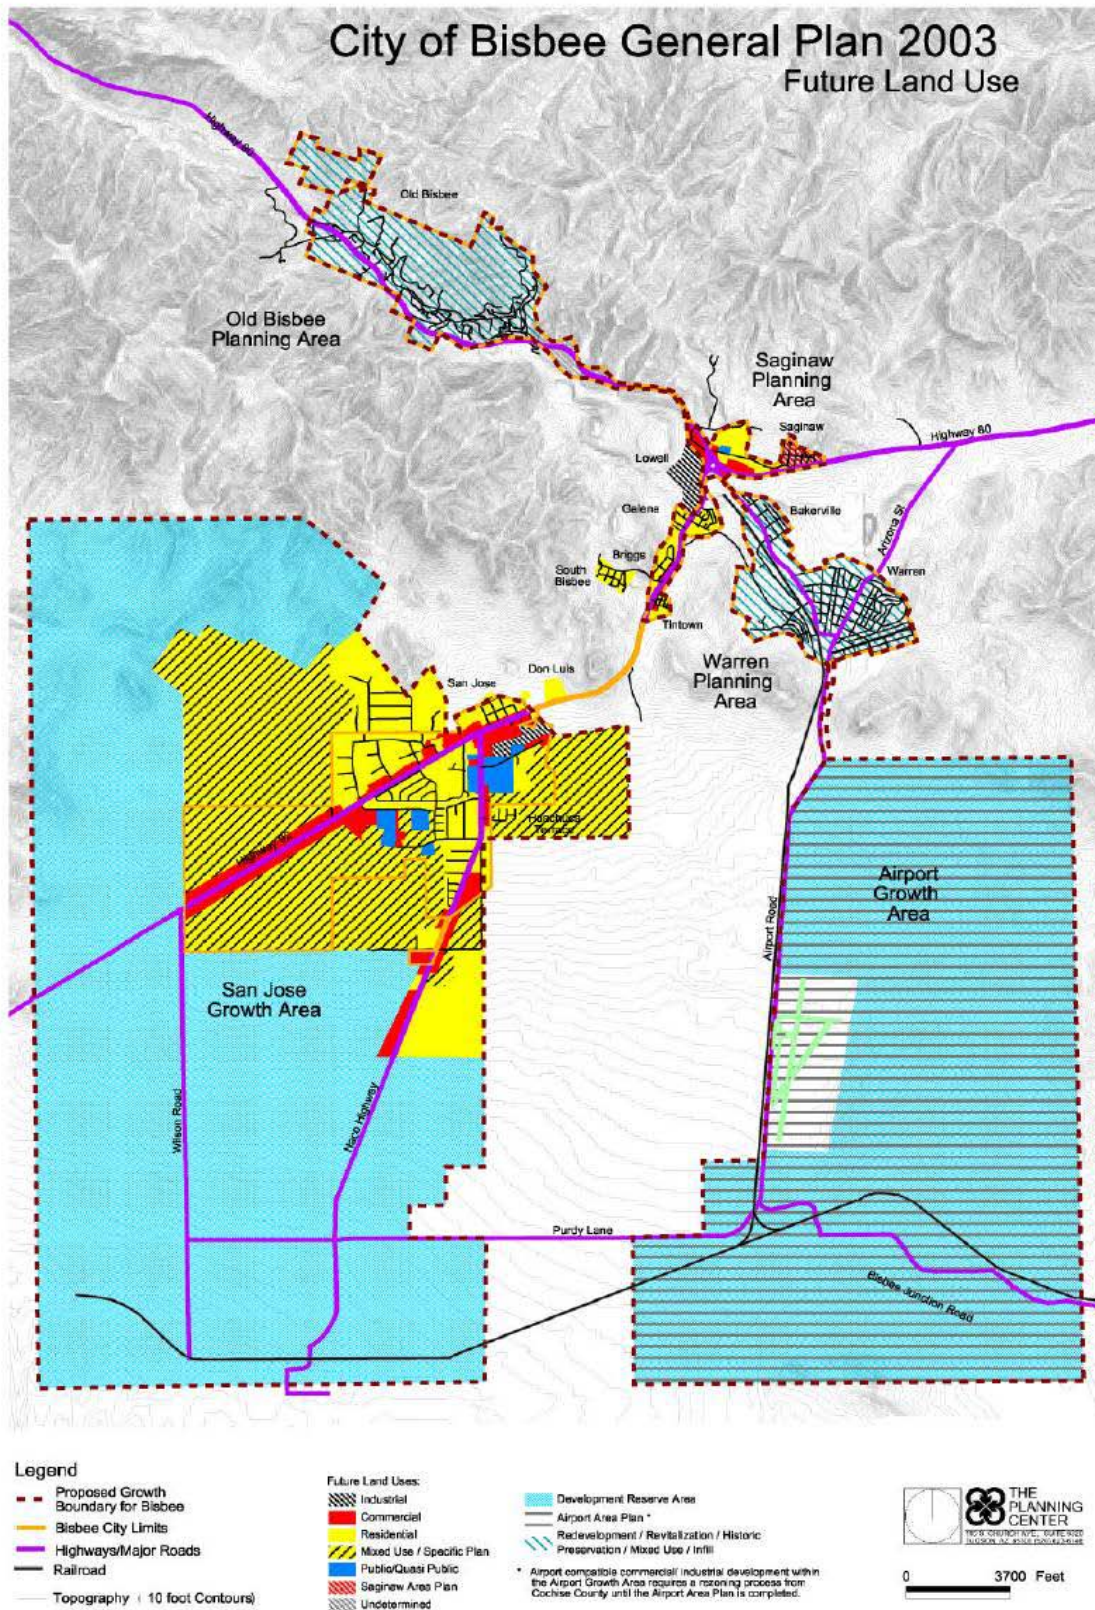 City of Bisbee General Plan 2003
Future Land Use
Old Bisbee
Old Bisbee
Planning Area
Saginaw
Planning
Area
Saginaw
Highway 80
Lowell
Galena
Bakerville
Arizona St
Briggs
South
Bisbee
Warren
Tintown
Warren
Planning
Area
Don Luis
San Jose
Terrace
Airport
Growth
Area
Airport Road
San Jose
Growth Area
Wilson Road
Naco Highway
Purdy Lane
Bisbee Junction Road
Legend
Proposed Growth
Boundary for Bisbee
Bisbee City Limits
Highways/Major Roads
Railroad
Topography ( 10 foot Contours)
Future Land Uses:
Industrial
Commercial
Residential
Mixed Use / Specific Plan
Public/Quasi Public
Saginaw Area Plan
Undetermined
Development Reserve Area
Airport Area Plan *
Redevelopment / Revitalization / Historic
Preservation / Mixed Use / Infill
* Airport compatible commercial/ industrial development within
the Airport Growth Area requires a rezoning process from
Cochise County until the Airport Area Plan is completed.
THE
PLANNING
CENTER
0 3700 Feet